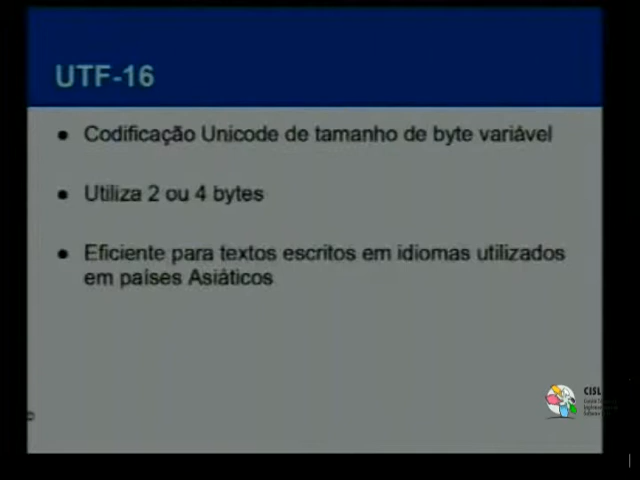 UTF-16
● Codificação Unicode de tamanho de byte variável
● Utiliza 2 ou 4 bytes
● Eficiente para textos escritos em idiomas utilizados
em países Asiáticos
CISL